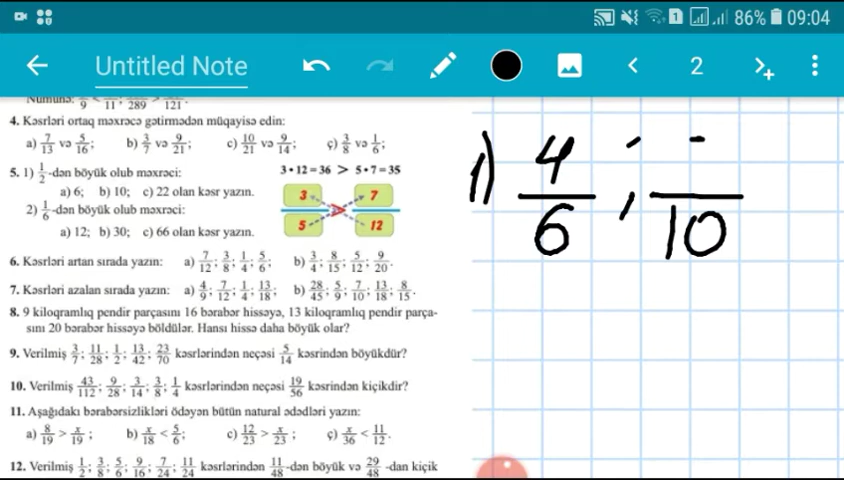 86% 09:04
Untitled Note 2
Nümunə: 9 < 11; 289 > 121.
4. Kəsrləri ortaq məxrəcə gətirmədən müqayisə edin:
a) 7/13 və 5/16; b) 3/7 və 9/21; c) 10/21 və 9/14; ç) 3/8 və 1/6;
5. 1) 1/2-dən böyük olub məxrəci:
a) 6; b) 10; c) 22 olan kəsr yazın.
2) 1/6-dən böyük olub məxrəci:
a) 12; b) 30; c) 66 olan kəsr yazın.
3 • 12 = 36 > 5 • 7 = 35
3 7
>
5 12
6. Kəsrləri artan sırada yazın: a) 7/12; 3/8; 1/4; 5/6; b) 3/4; 8/15; 5/12; 9/20.
7. Kəsrləri azalan sırada yazın: a) 4/9; 7/12; 1/4; 13/18; b) 28/45; 5/9; 7/10; 13/18; 8/15.
8. 9 kiloqramlıq pendir parçasını 16 bərabər hissəyə, 13 kiloqramlıq pendir parça-
sını 20 bərabər hissəyə böldülər. Hansı hissə daha böyük olar?
9. Verilmiş 3/7; 11/28; 1/2; 13/42; 23/70 kəsrlərindən neçəsi 5/14 kəsrindən böyükdür?
10. Verilmiş 43/112; 9/28; 3/14; 3/8; 1/4 kəsrlərindən neçəsi 19/56 kəsrindən kiçikdir?
11. Aşağıdakı bərabərsizlikləri ödəyən bütün natural ədədləri yazın:
a) 8/19 > x/19; b) x/18 < 5/6; c) 12/23 > x/23; ç) x/36 < 11/12.
12. Verilmiş 1/2; 3/8; 5/6; 9/16; 7/24; 11/24 kəsrlərindən 11/48-dən böyük və 29/48-dan kiçik
1) 4/6 ; /10